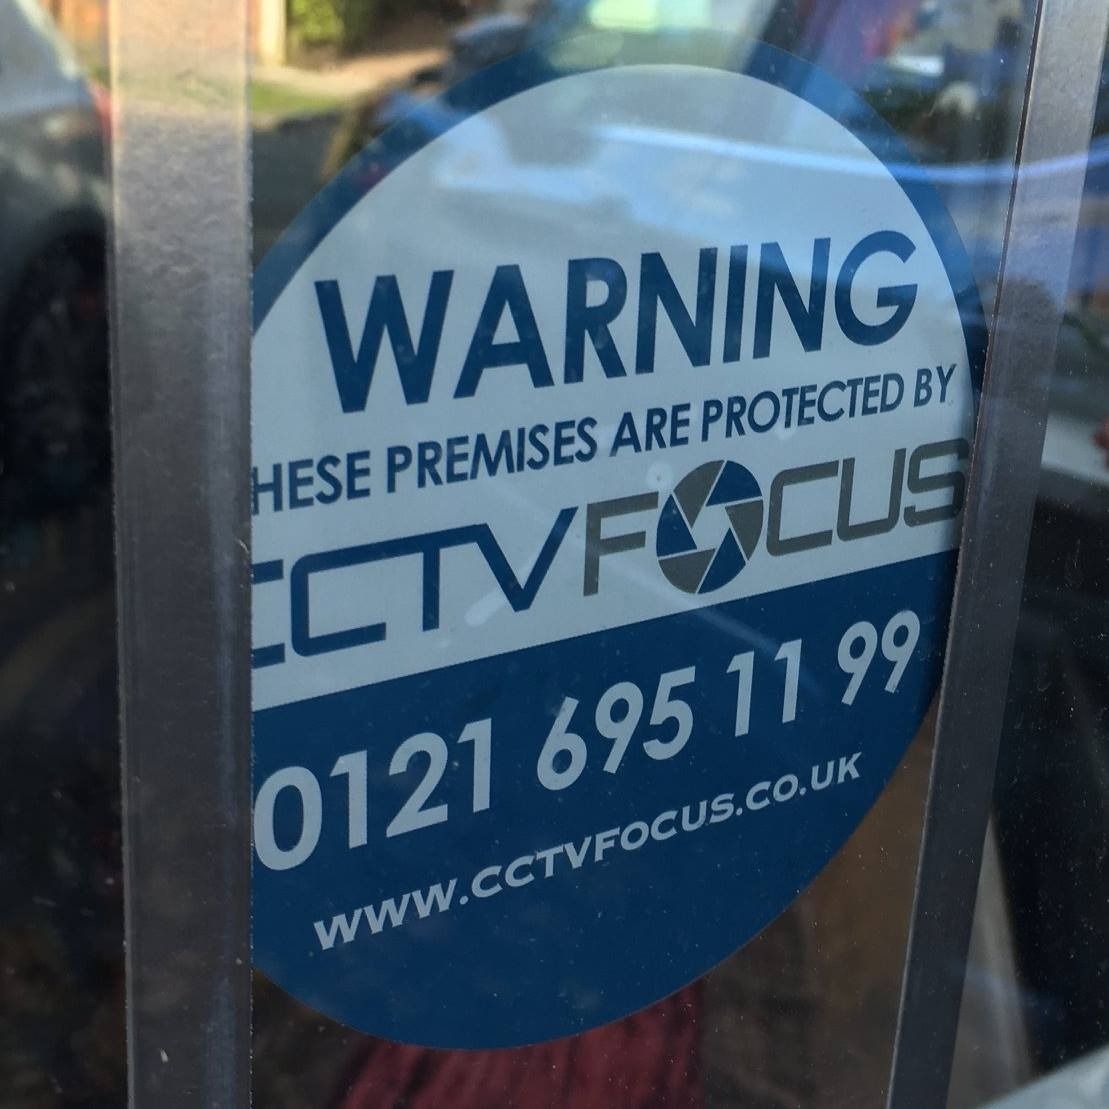 WARNING
HESE PREMISES ARE PROTECTED BY
CCTVFOCUS
0121 695 11 99
WWW.CCTVFOCUS.CO.UK